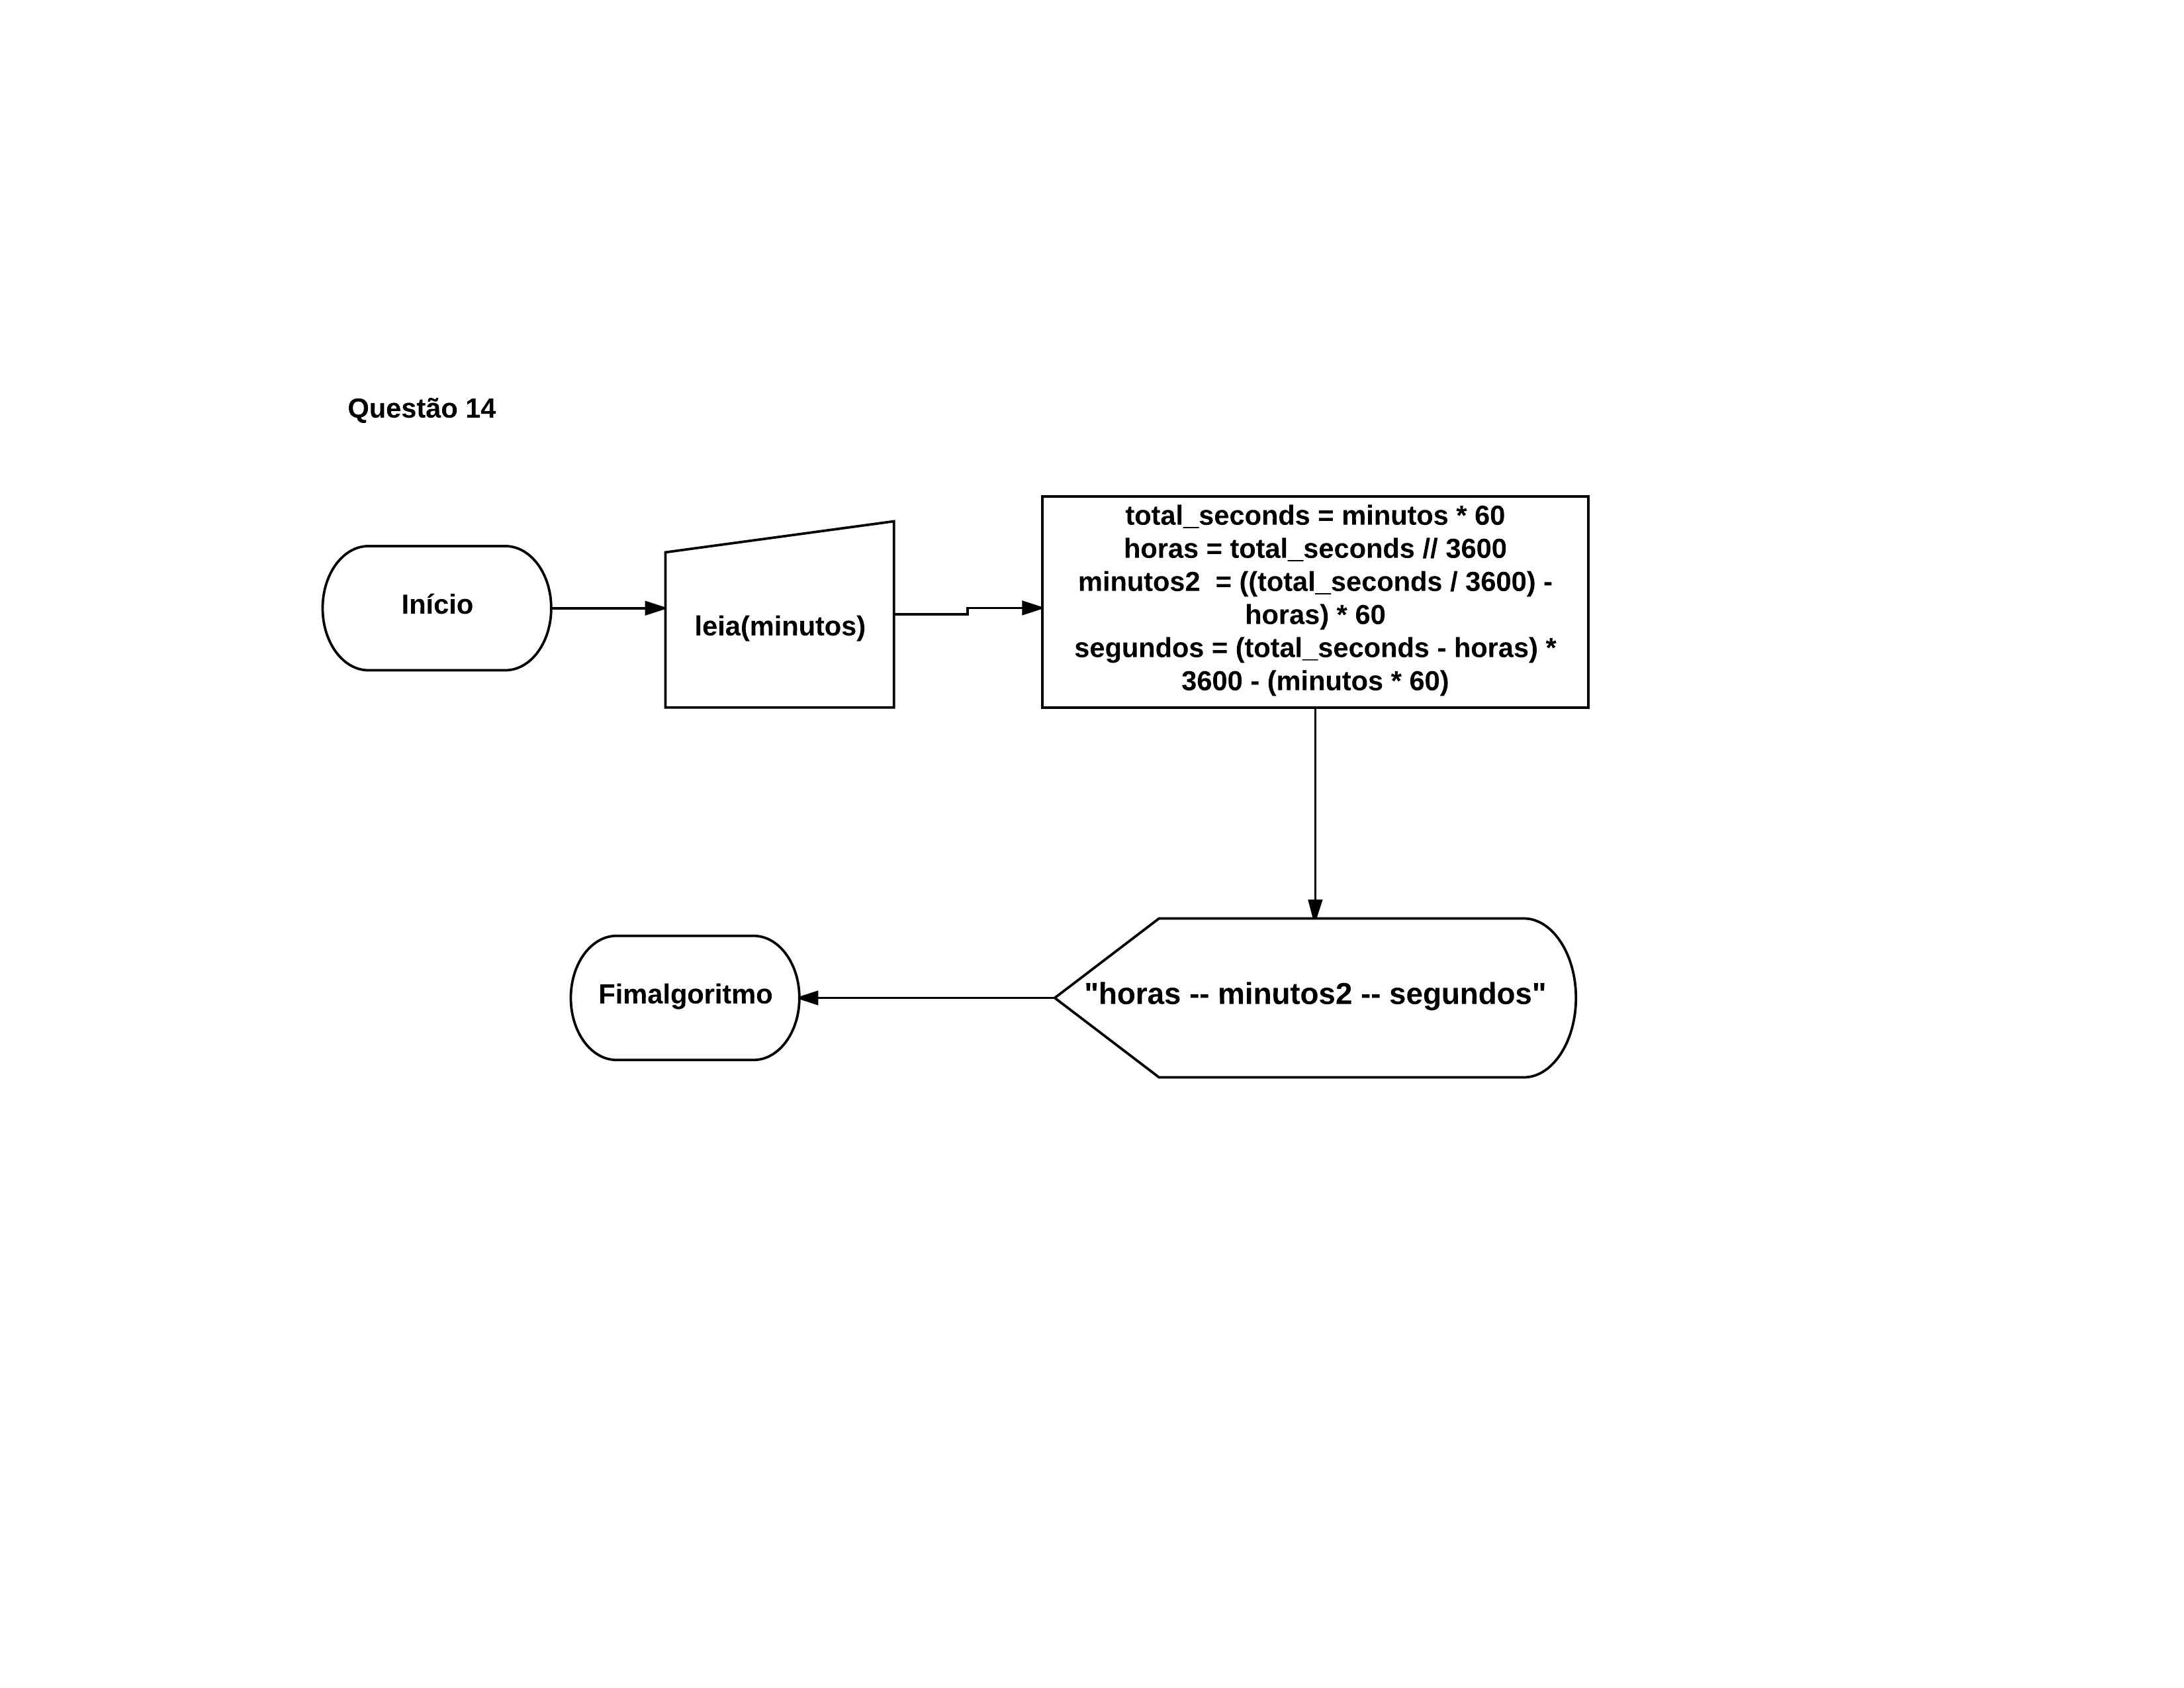 Questão 14
Início
leia(minutos)
total_seconds = minutos * 60
horas = total_seconds // 3600
minutos2  = ((total_seconds / 3600) -
horas) * 60
segundos = (total_seconds - horas) *
3600 - (minutos * 60)
"horas -- minutos2 -- segundos"
Fimalgoritmo